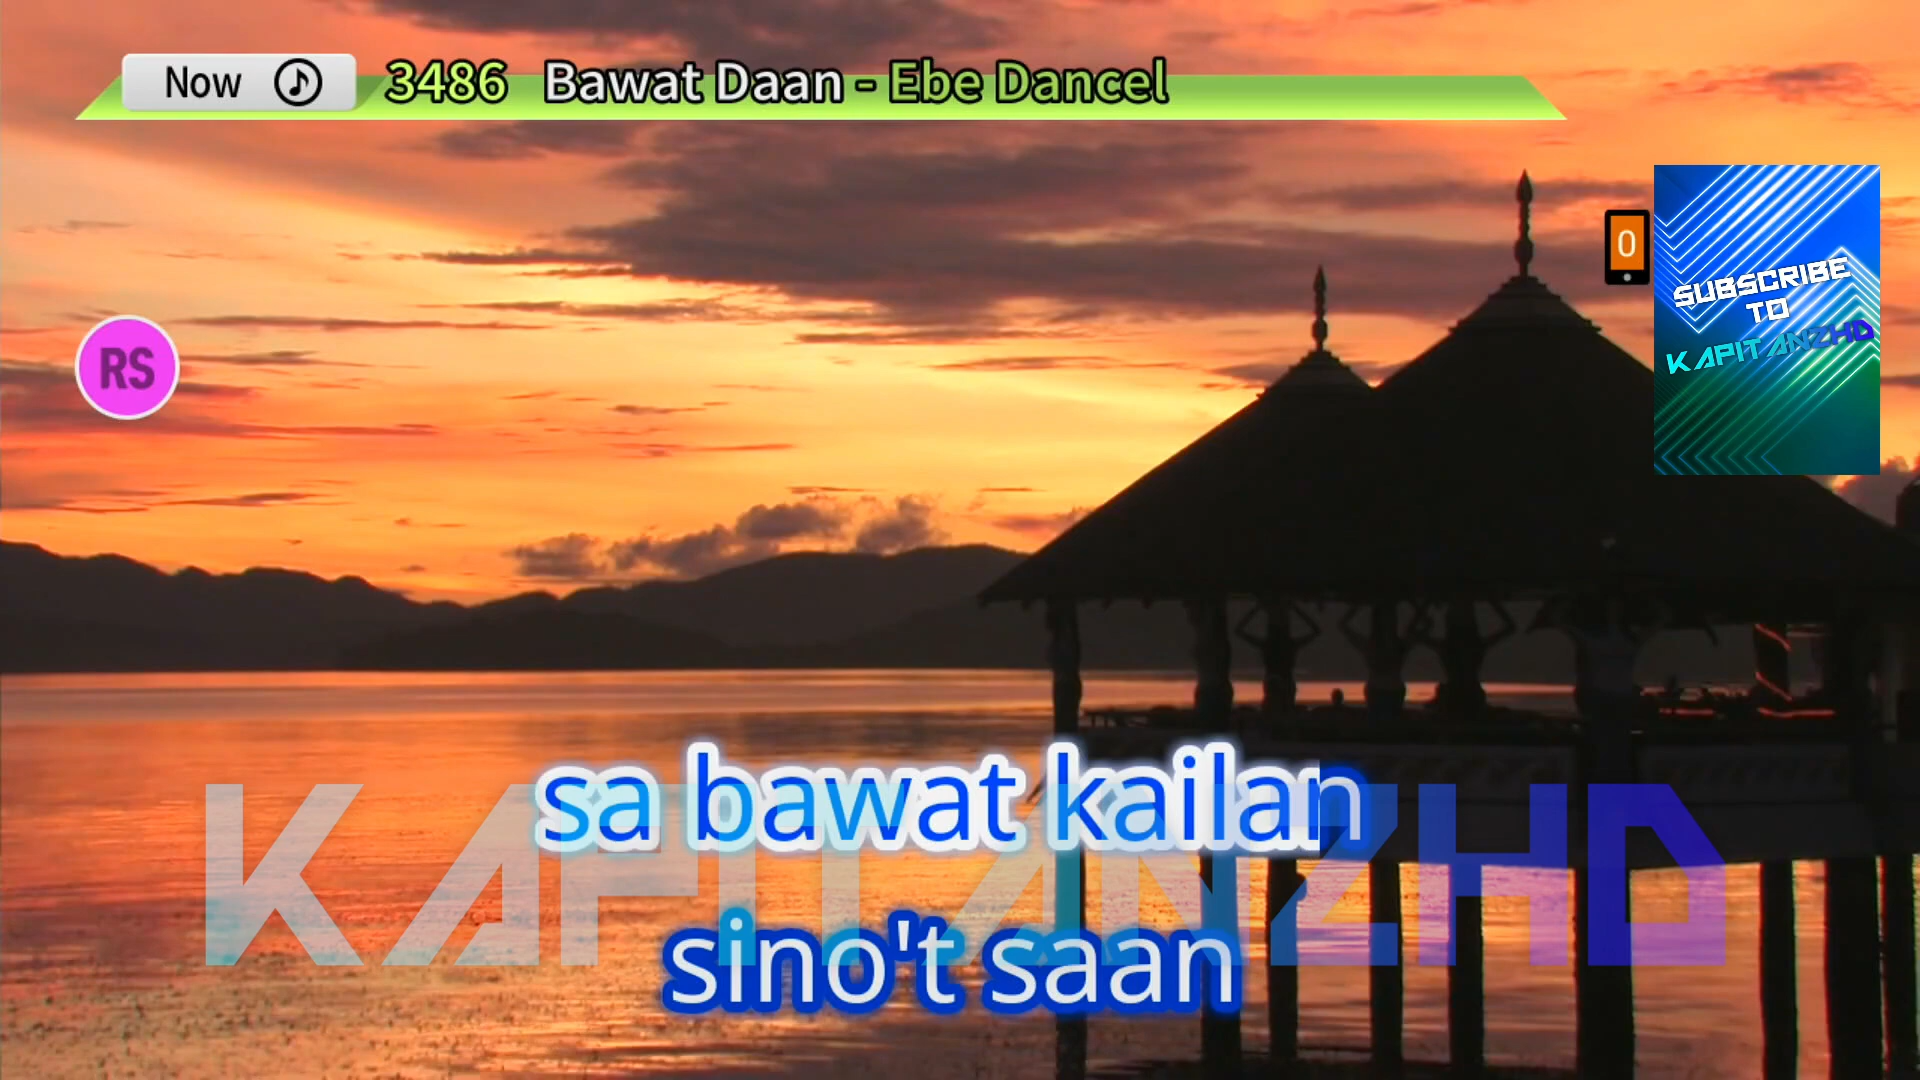 Now 3486 Bawat Daan - Ebe Dancel
0
SUBSCRIBE
TO
KAPITANZHD
RS
sa bawat kailan
KAPITANZHD
sino't saan